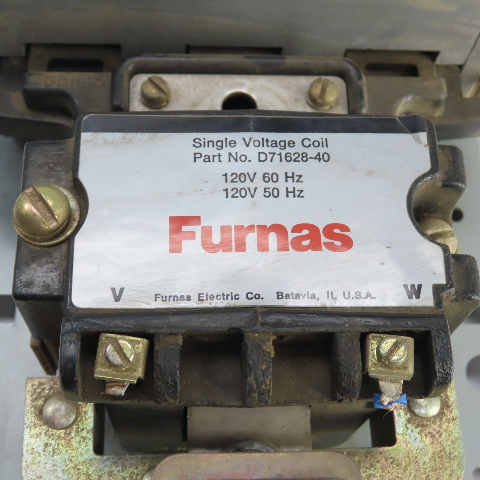 Single Voltage Coil
Part No. D71628-40
120V 60 Hz
120V 50 Hz
Furnas
V Furnas Electric Co. Batavia, Il, U.S.A. W